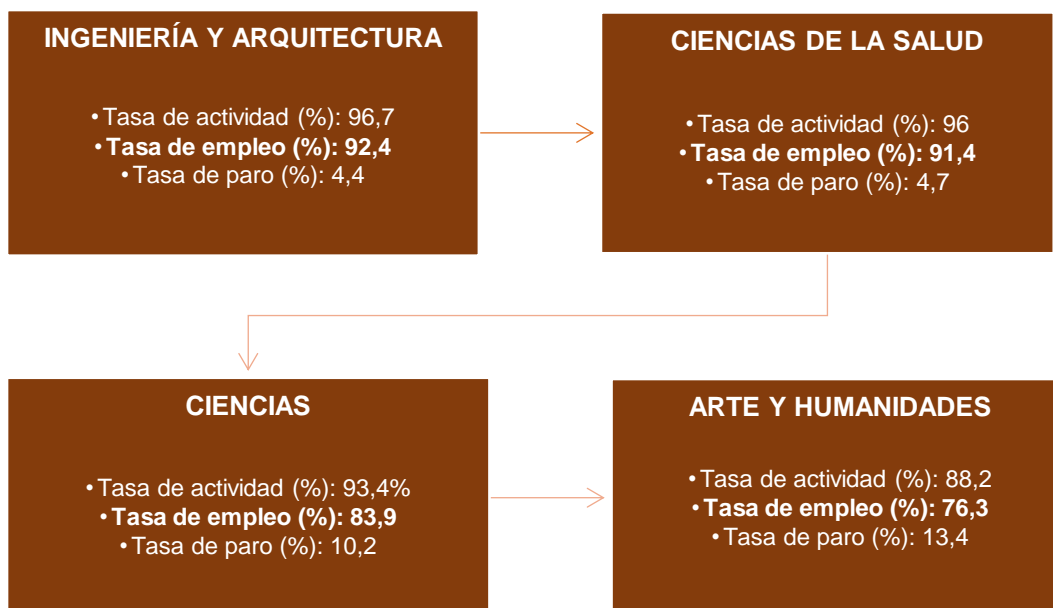 INGENIERÍA Y ARQUITECTURA
•Tasa de actividad (%): 96,7
•Tasa de empleo (%): 92,4
•Tasa de paro (%): 4,4
CIENCIAS DE LA SALUD
•Tasa de actividad (%): 96
•Tasa de empleo (%): 91,4
•Tasa de paro (%): 4,7
CIENCIAS
•Tasa de actividad (%): 93,4%
•Tasa de empleo (%): 83,9
•Tasa de paro (%): 10,2
ARTE Y HUMANIDADES
•Tasa de actividad (%): 88,2
•Tasa de empleo (%): 76,3
•Tasa de paro (%): 13,4